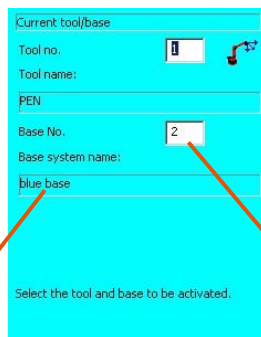 Current tool/base
Tool no. 1
Tool name:
PEN
Base No. 2
Base system name:
blue base
Select the tool and base to be activated.